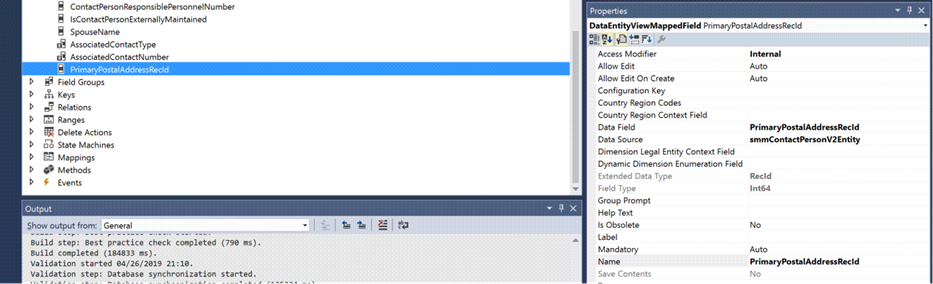 ContactPersonResponsiblePersonnelNumber
IsContactPersonExternallyMaintained
SpouseName
AssociatedContactType
AssociatedContactNumber
PrimaryPostalAddressRecId
Field Groups
Keys
Relations
Ranges
Delete Actions
State Machines
Mappings
Methods
Events
Output
Show output from: General
Build step: Best practice check completed (790 ms).
Build completed (184833 ms).
Validation started 04/26/2019 21:10.
Validation step: Database synchronization started.
Properties
DataEntityViewMappedField PrimaryPostalAddressRecId
Access Modifier Internal
Allow Edit Auto
Allow Edit On Create Auto
Configuration Key
Country Region Codes
Country Region Context Field
Data Field PrimaryPostalAddressRecId
Data Source smmContactPersonV2Entity
Dimension Legal Entity Context Field
Dynamic Dimension Enumeration Field
Extended Data Type RecId
Field Type Int64
Group Prompt
Help Text
Is Obsolete No
Label
Mandatory Auto
Name PrimaryPostalAddressRecId
Save Contents No